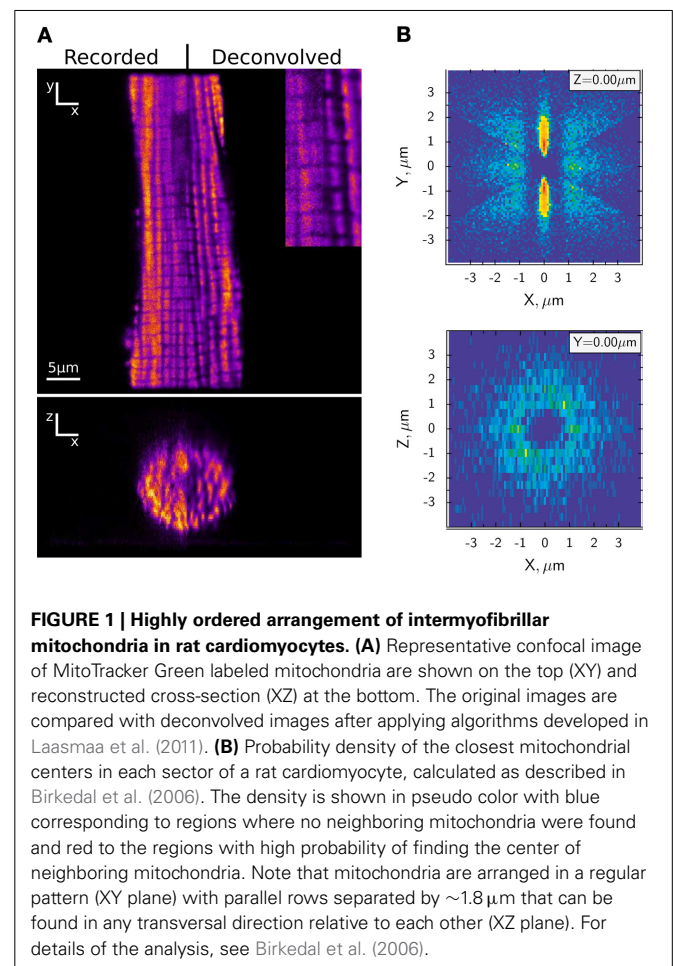 A
Recorded | Deconvolved
y
x
5μm
z
x
B
Z=0.00μm
3
2
1
0
-1
-2
-3
Y, μm
-3 -2 -1 0 1 2 3
X, μm
Y=0.00μm
3
2
1
0
-1
-2
-3
Z, μm
-3 -2 -1 0 1 2 3
X, μm
FIGURE 1 | Highly ordered arrangement of intermyofibrillar
mitochondria in rat cardiomyocytes. (A) Representative confocal image
of MitoTracker Green labeled mitochondria are shown on the top (XY) and
reconstructed cross-section (XZ) at the bottom. The original images are
compared with deconvolved images after applying algorithms developed in
Laasmaa et al. (2011). (B) Probability density of the closest mitochondrial
centers in each sector of a rat cardiomyocyte, calculated as described in
Birkedal et al. (2006). The density is shown in pseudo color with blue
corresponding to regions where no neighboring mitochondria were found
and red to the regions with high probability of finding the center of
neighboring mitochondria. Note that mitochondria are arranged in a regular
pattern (XY plane) with parallel rows separated by ∼1.8 μm that can be
found in any transversal direction relative to each other (XZ plane). For
details of the analysis, see Birkedal et al. (2006).